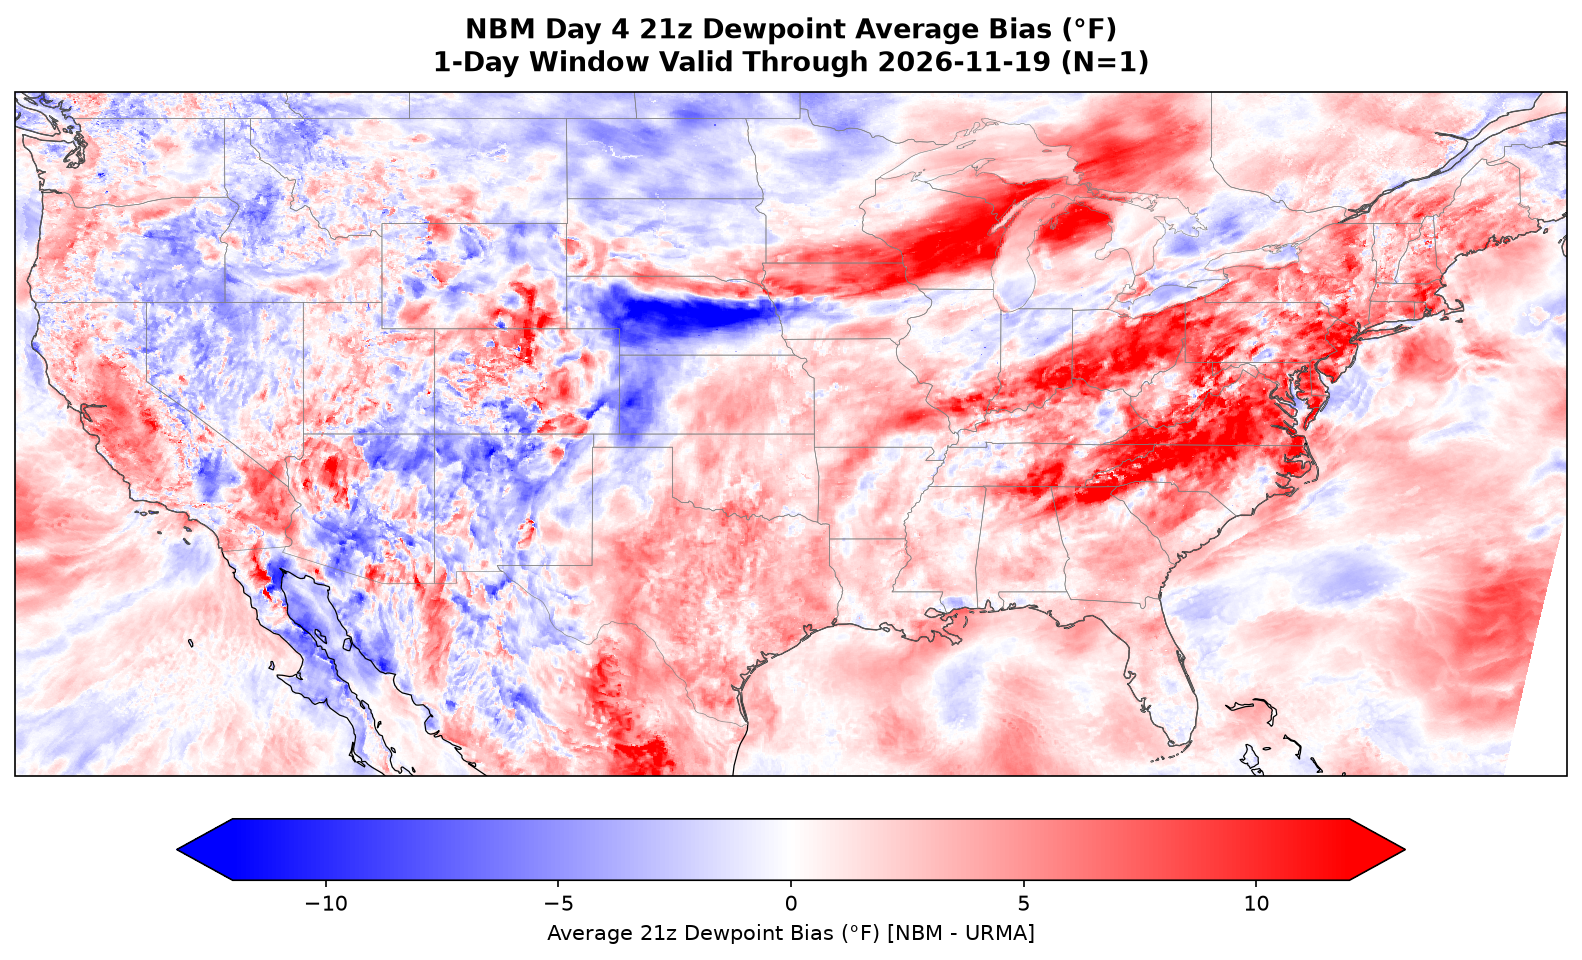 NBM Day 4 21z Dewpoint Average Bias (°F)
1-Day Window Valid Through 2026-11-19 (N=1)
−10 −5 0 5 10
Average 21z Dewpoint Bias (°F) [NBM - URMA]